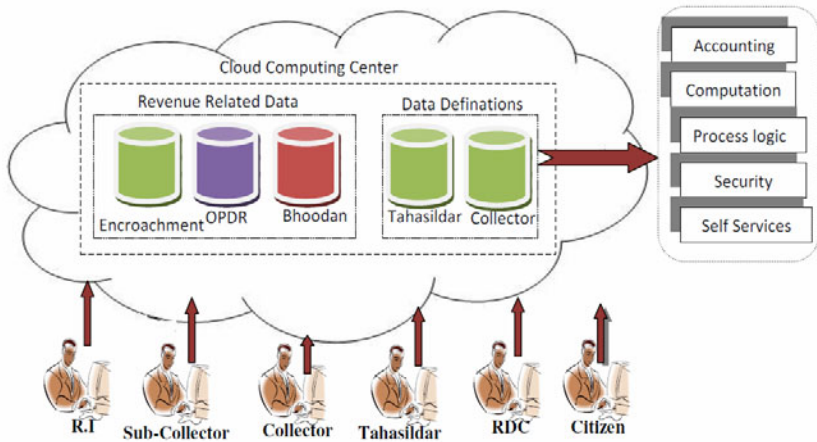 Cloud Computing Center
Revenue Related Data
Data Definations
Encroachment
OPDR
Bhoodan
Tahasildar
Collector
Accounting
Computation
Process logic
Security
Self Services
R.I
Sub-Collector
Collector
Tahasildar
RDC
Citizen